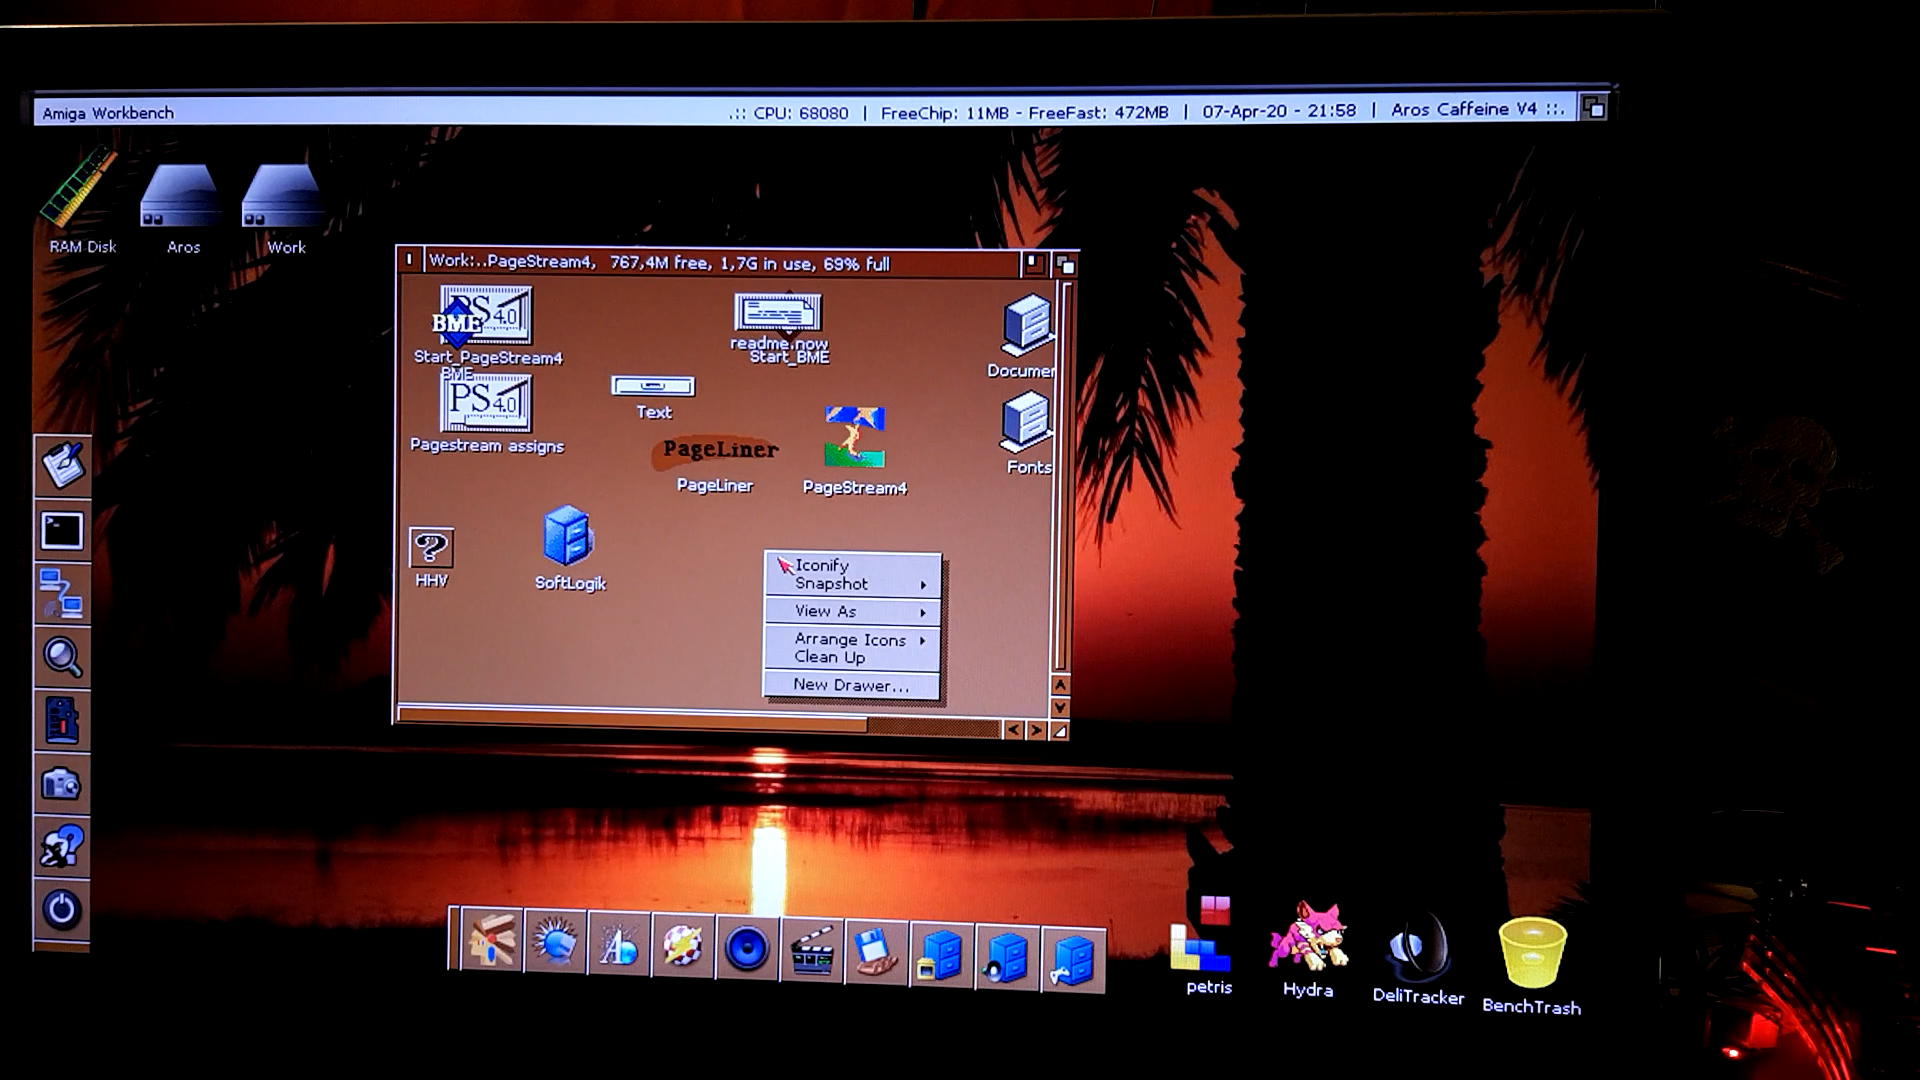 Amiga Workbench
.:: CPU: 68080 | FreeChip: 11MB - FreeFast: 472MB | 07-Apr-20 - 21:58 | Aros Caffeine V4 ::.
RAM Disk
Aros
Work
Work:..PageStream4, 767,4M free, 1,7G in use, 69% full
PS 4.0
BME
Start_PageStream4
BME
readme.now
Start_BME
Documen
PS 4.0
Pagestream assigns
Text
PageLiner
PageLiner
PageStream4
Fonts
?
HHV
SoftLogik
Iconify
Snapshot
View As
Arrange Icons
Clean Up
New Drawer...
petris
Hydra
DeliTracker
BenchTrash